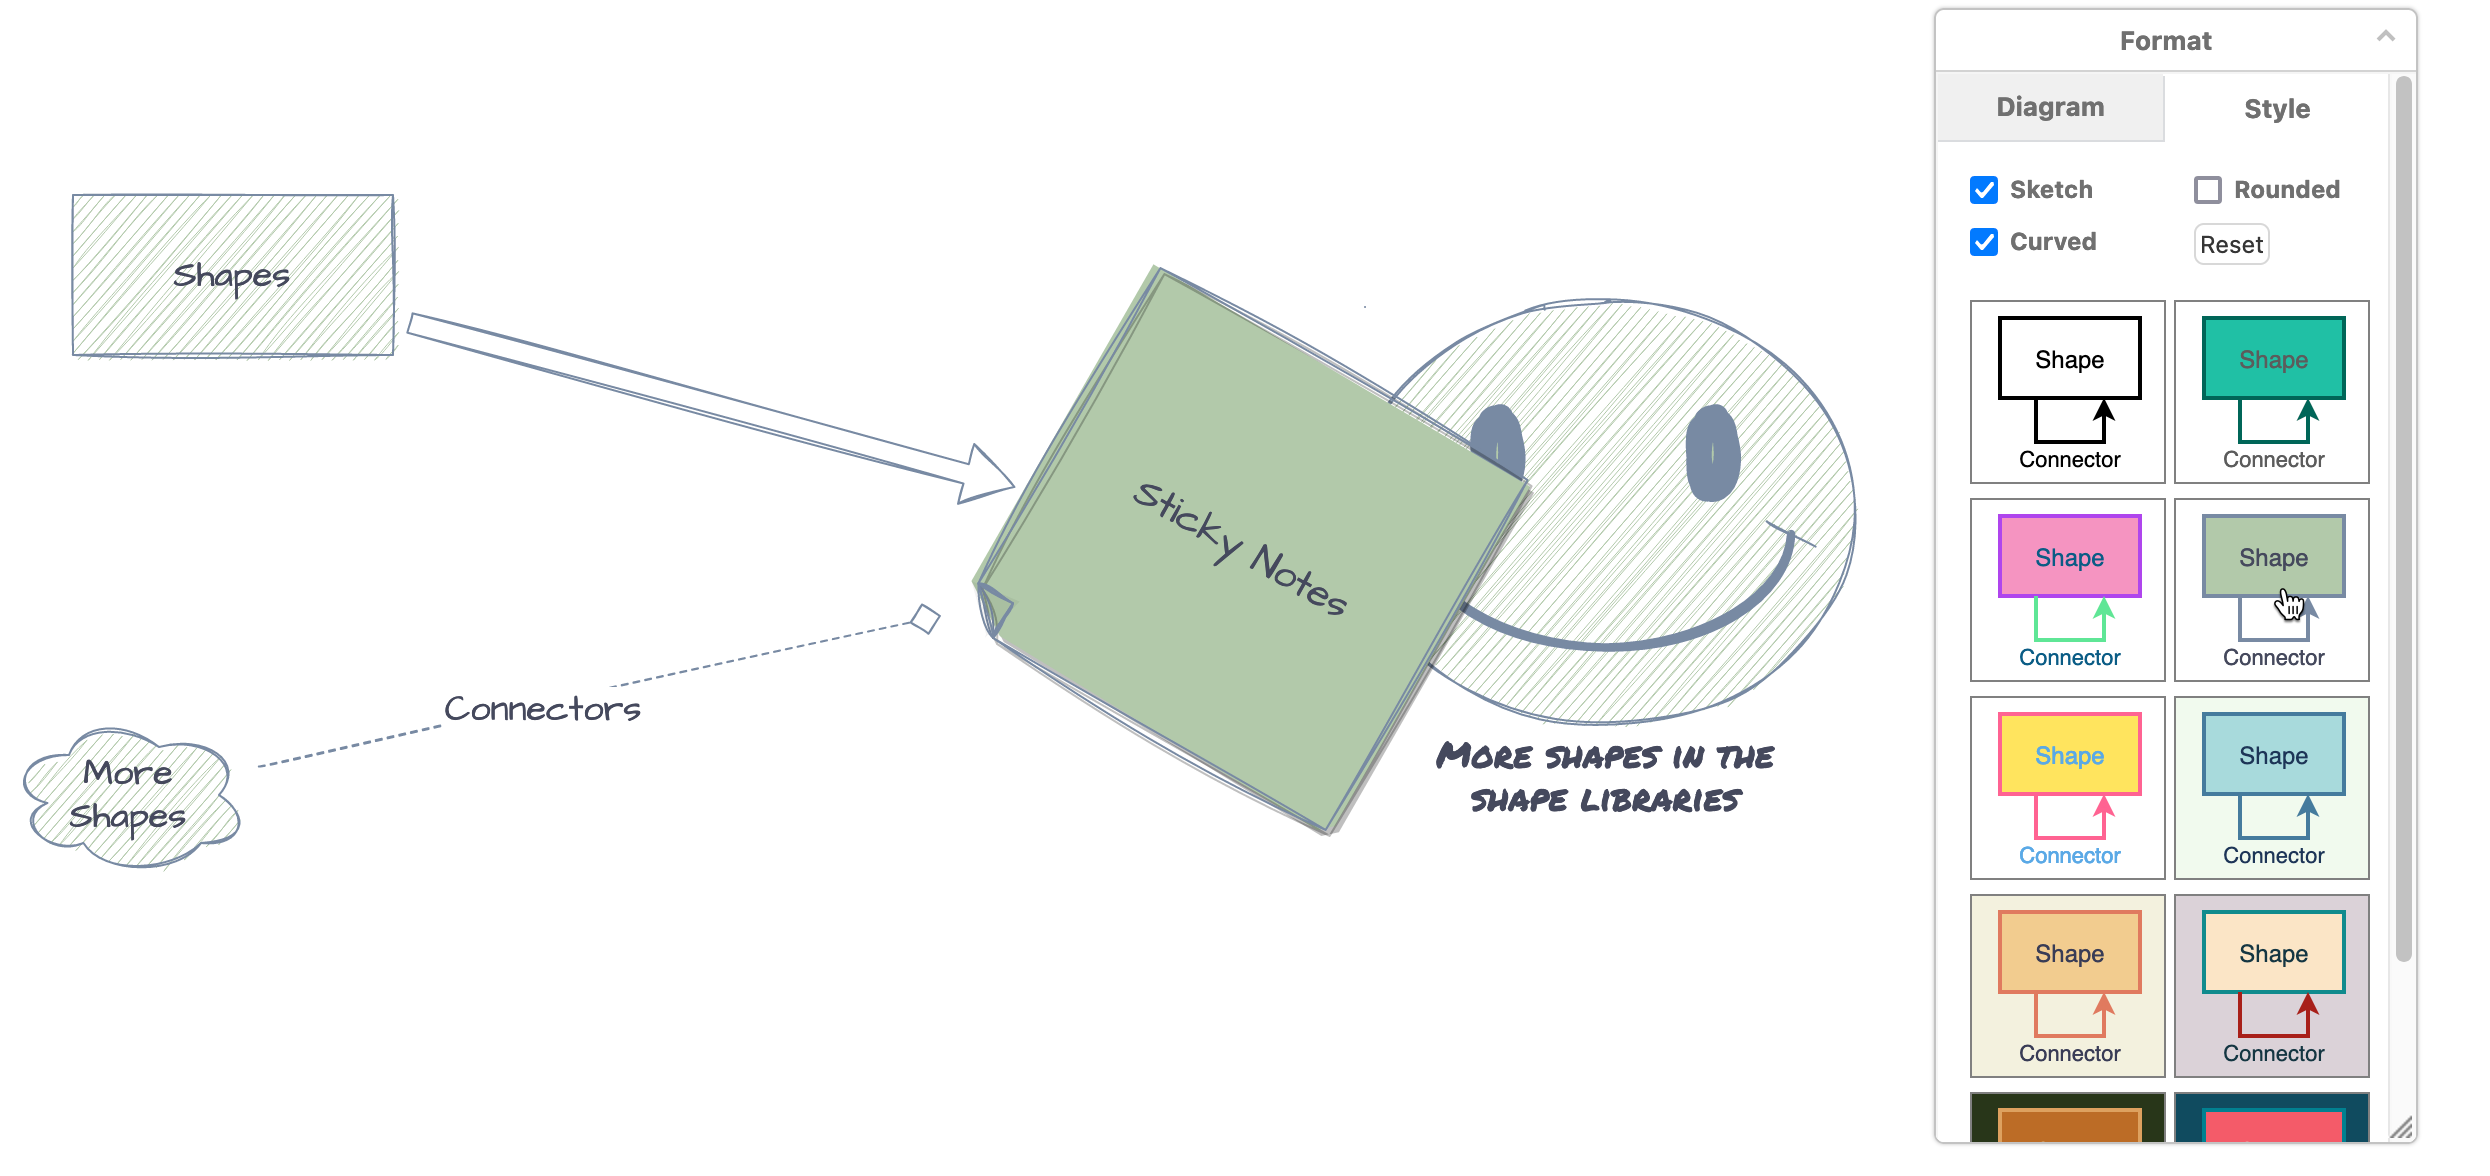 Shapes
Sticky Notes
Connectors
More
Shapes
MORE SHAPES IN THE
SHAPE LIBRARIES
Format
Diagram
Style
Sketch
Rounded
Curved
Reset
Shape
Connector
Shape
Connector
Shape
Connector
Shape
Connector
Shape
Connector
Shape
Connector
Shape
Connector
Shape
Connector